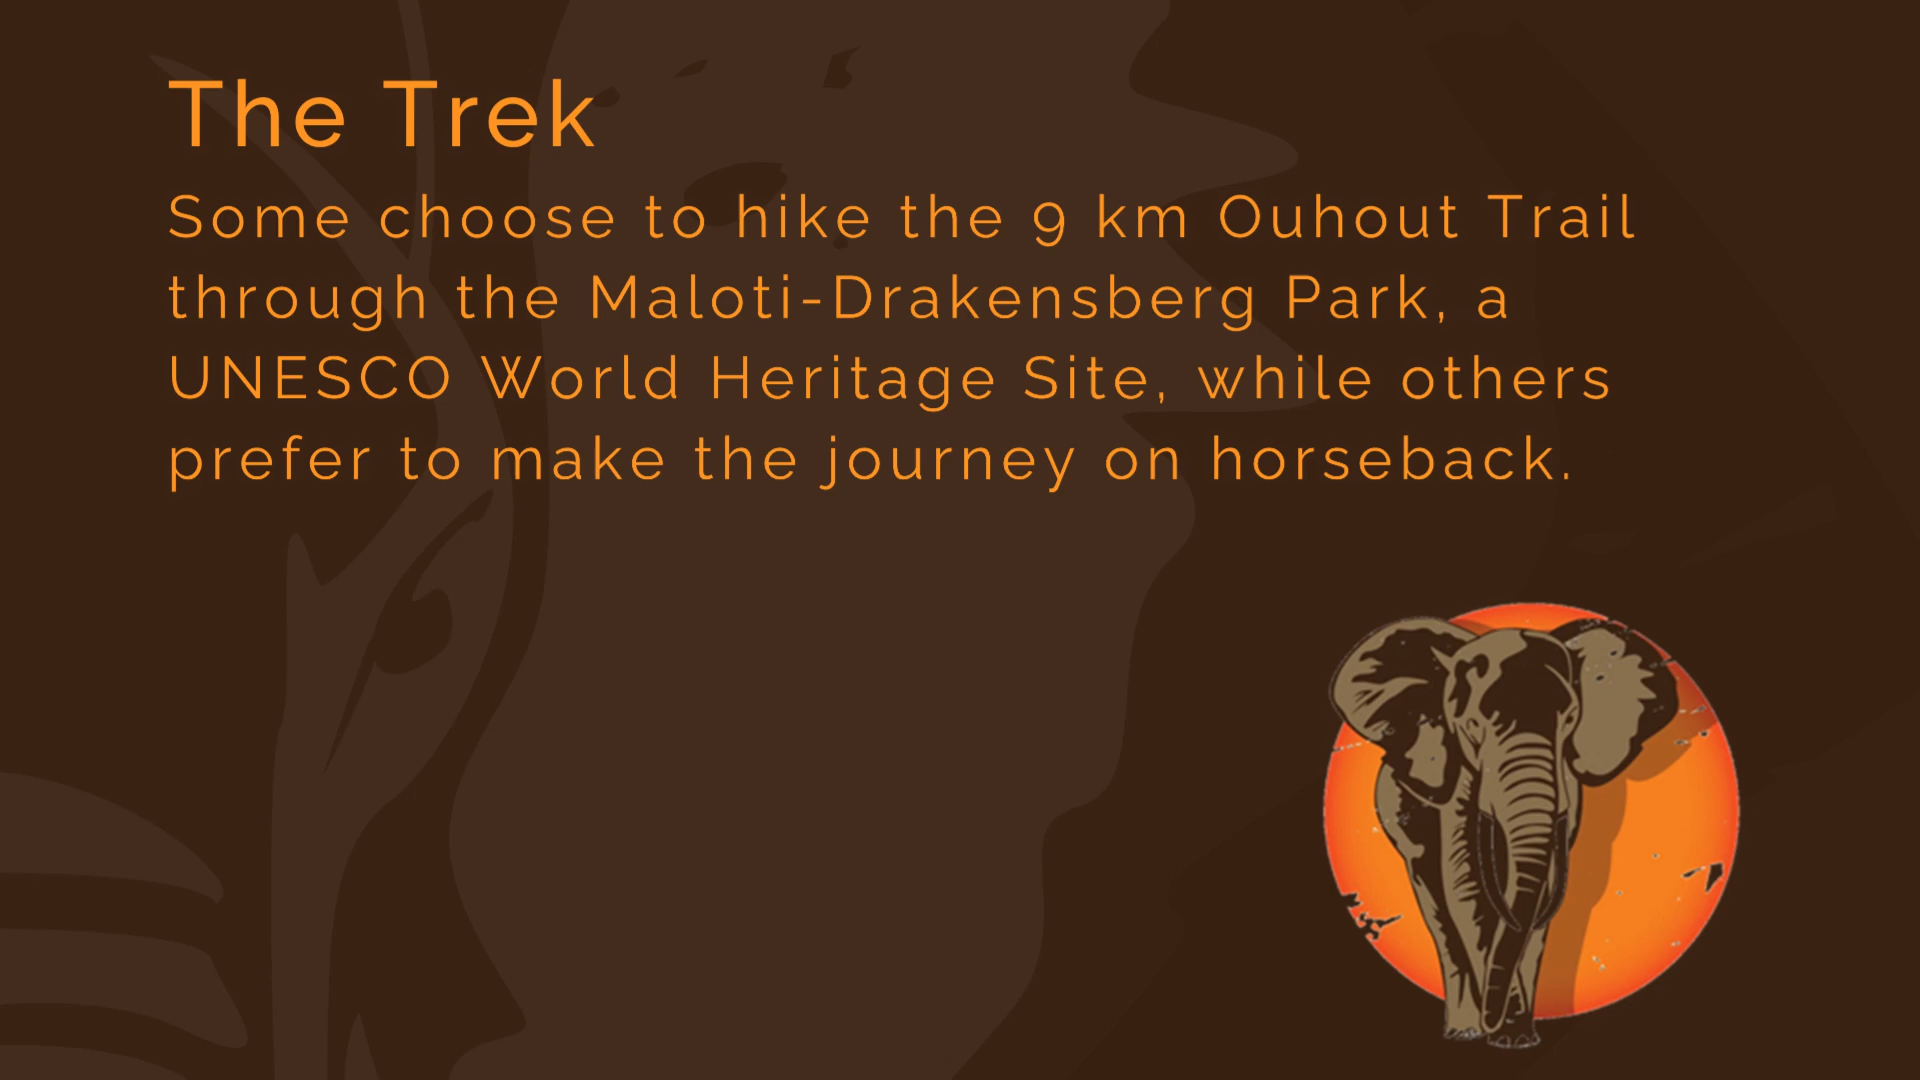 The Trek
Some choose to hike the 9 km Ouhout Trail
through the Maloti-Drakensberg Park, a
UNESCO World Heritage Site, while others
prefer to make the journey on horseback.